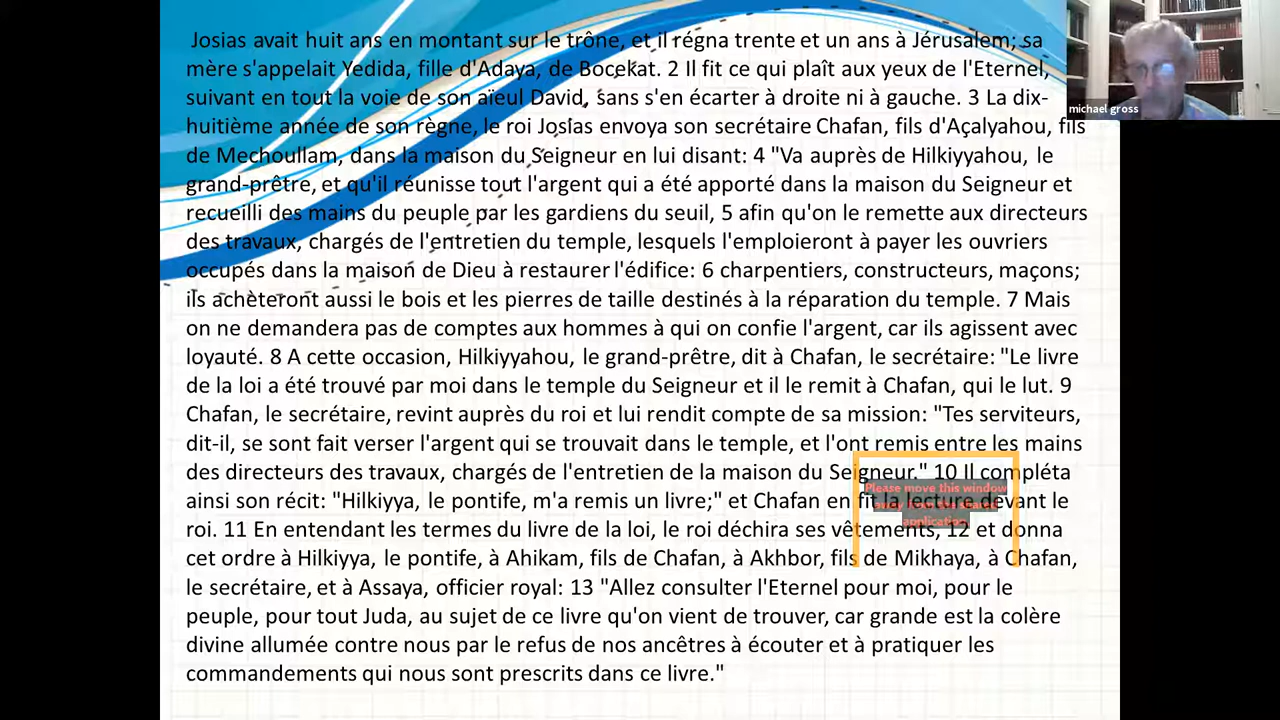 Josias avait huit ans en montant sur le trône, et il régna trente et un ans à Jérusalem; sa
mère s'appelait Yedida, fille d'Adaya, de Bocekat. 2 Il fit ce qui plaît aux yeux de l'Eternel,
suivant en tout la voie de son aïeul David, sans s'en écarter à droite ni à gauche. 3 La dix-
huitième année de son règne, le roi Josias envoya son secrétaire Chafan, fils d'Açalyahou, fils
de Mechoullam, dans la maison du Seigneur en lui disant: 4 "Va auprès de Hilkiyyahou, le
grand-prêtre, et qu'il réunisse tout l'argent qui a été apporté dans la maison du Seigneur et
recueilli des mains du peuple par les gardiens du seuil, 5 afin qu'on le remette aux directeurs
des travaux, chargés de l'entretien du temple, lesquels l'emploieront à payer les ouvriers
occupés dans la maison de Dieu à restaurer l'édifice: 6 charpentiers, constructeurs, maçons;
ils achèteront aussi le bois et les pierres de taille destinés à la réparation du temple. 7 Mais
on ne demandera pas de comptes aux hommes à qui on confie l'argent, car ils agissent avec
loyauté. 8 A cette occasion, Hilkiyyahou, le grand-prêtre, dit à Chafan, le secrétaire: "Le livre
de la loi a été trouvé par moi dans le temple du Seigneur et il le remit à Chafan, qui le lut. 9
Chafan, le secrétaire, revint auprès du roi et lui rendit compte de sa mission: "Tes serviteurs,
dit-il, se sont fait verser l'argent qui se trouvait dans le temple, et l'ont remis entre les mains
des directeurs des travaux, chargés de l'entretien de la maison du Seigneur." 10 Il compléta
ainsi son récit: "Hilkiyya, le pontife, m'a remis un livre;" et Chafan en fit la lecture devant le
roi. 11 En entendant les termes du livre de la loi, le roi déchira ses vêtements, 12 et donna
cet ordre à Hilkiyya, le pontife, à Ahikam, fils de Chafan, à Akhbor, fils de Mikhaya, à Chafan,
le secrétaire, et à Assaya, officier royal: 13 "Allez consulter l'Eternel pour moi, pour le
peuple, pour tout Juda, au sujet de ce livre qu'on vient de trouver, car grande est la colère
divine allumée contre nous par le refus de nos ancêtres à écouter et à pratiquer les
commandements qui nous sont prescrits dans ce livre."
michael gross
Please move this window
application